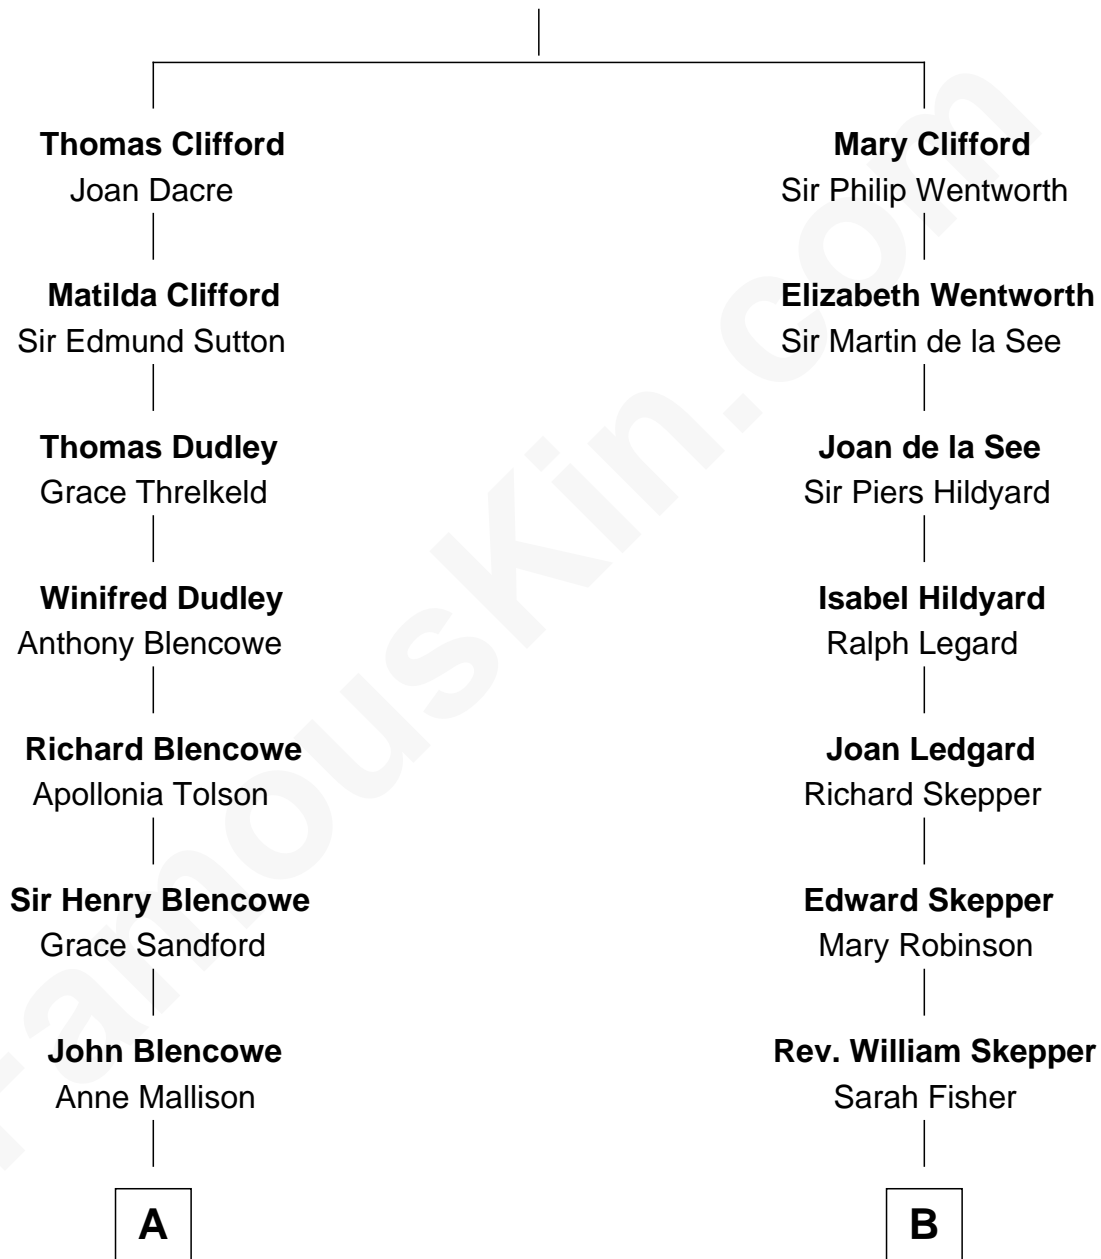 Thomas Clifford
Joan Dacre
Matilda Clifford
Sir Edmund Sutton
Thomas Dudley
Grace Threlkeld
Winifred Dudley
Anthony Blencowe
Richard Blencowe
Apollonia Tolson
Sir Henry Blencowe
Grace Sandford
John Blencowe
Anne Mallison
A
Mary Clifford
Sir Philip Wentworth
Elizabeth Wentworth
Sir Martin de la See
Joan de la See
Sir Piers Hildyard
Isabel Hildyard
Ralph Legard
Joan Ledgard
Richard Skepper
Edward Skepper
Mary Robinson
Rev. William Skepper
Sarah Fisher
B
FamousKin.com